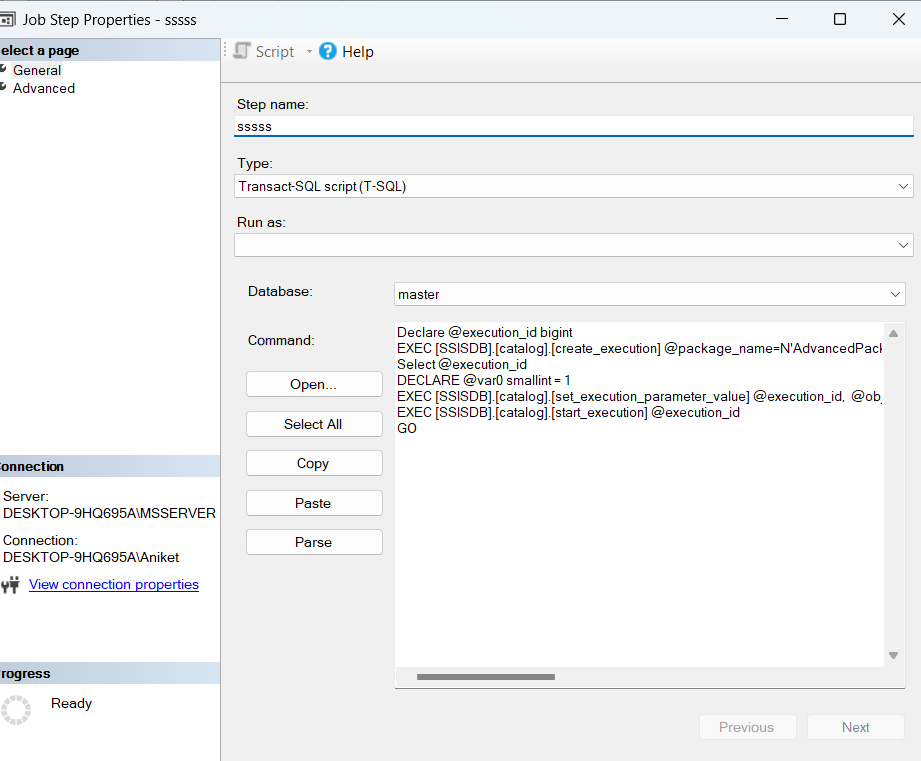 Job Step Properties - sssss
elect a page
General
Advanced
Script
Help
Step name:
sssss
Type:
Transact-SQL script (T-SQL)
Run as:
Database:
master
Command:
Open...
Select All
Copy
Paste
Parse
Declare @execution_id bigint
EXEC [SSISDB].[catalog].[create_execution] @package_name=N'AdvancedPack
Select @execution_id
DECLARE @var0 smallint = 1
EXEC [SSISDB].[catalog].[set_execution_parameter_value] @execution_id,  @obj
EXEC [SSISDB].[catalog].[start_execution] @execution_id
GO
onnection
Server:
DESKTOP-9HQ695A\MSSERVER
Connection:
DESKTOP-9HQ695A\Aniket
View connection properties
rogress
Ready
Previous
Next